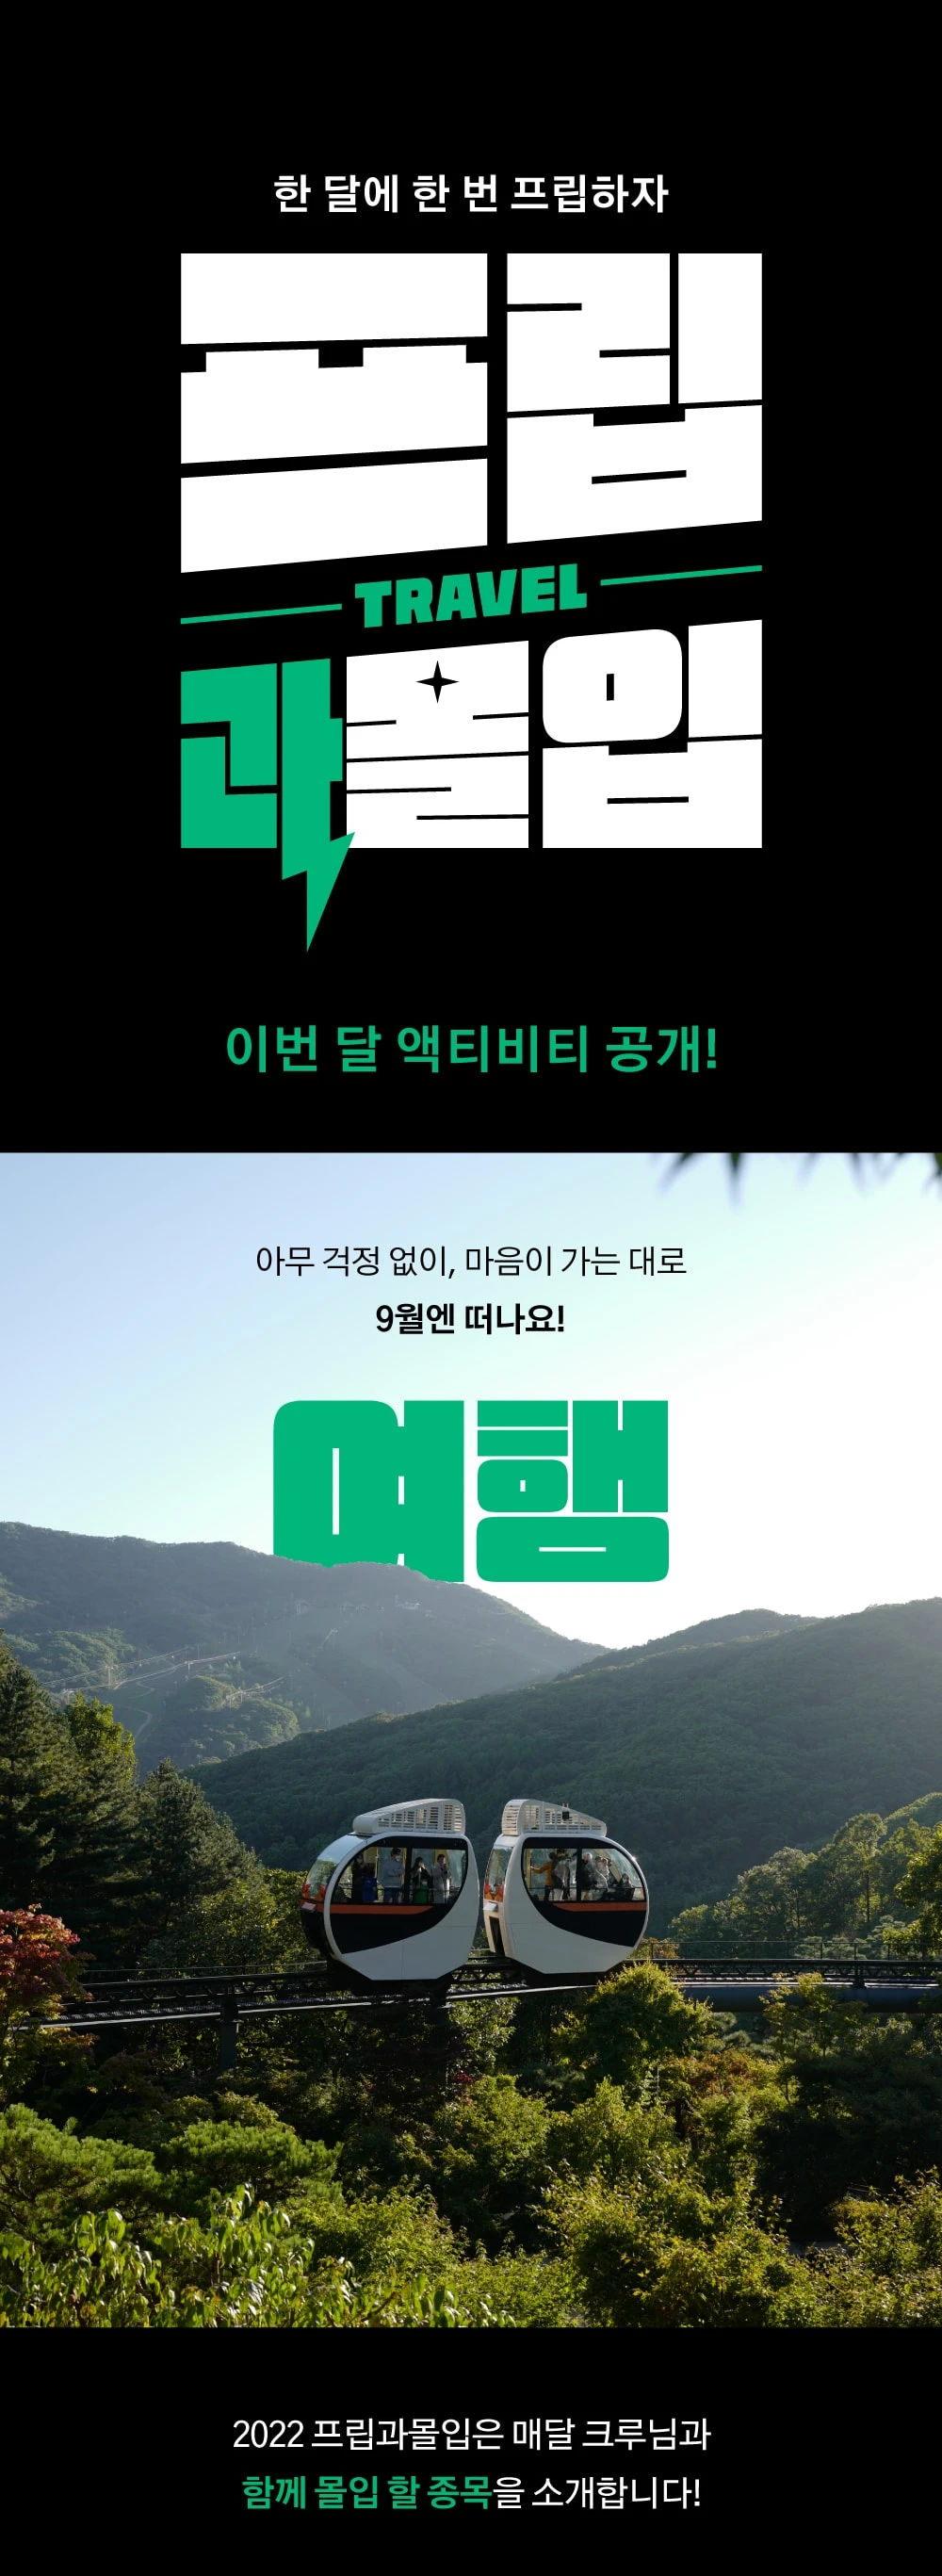 한 달에 한 번 프립하자
프립
TRAVEL
과몰입
이번 달 액티비티 공개!
아무 걱정 없이, 마음이 가는 대로
9월엔 떠나요!
여행
2022 프립과몰입은 매달 크루님과
함께 몰입 할 종목을 소개합니다!